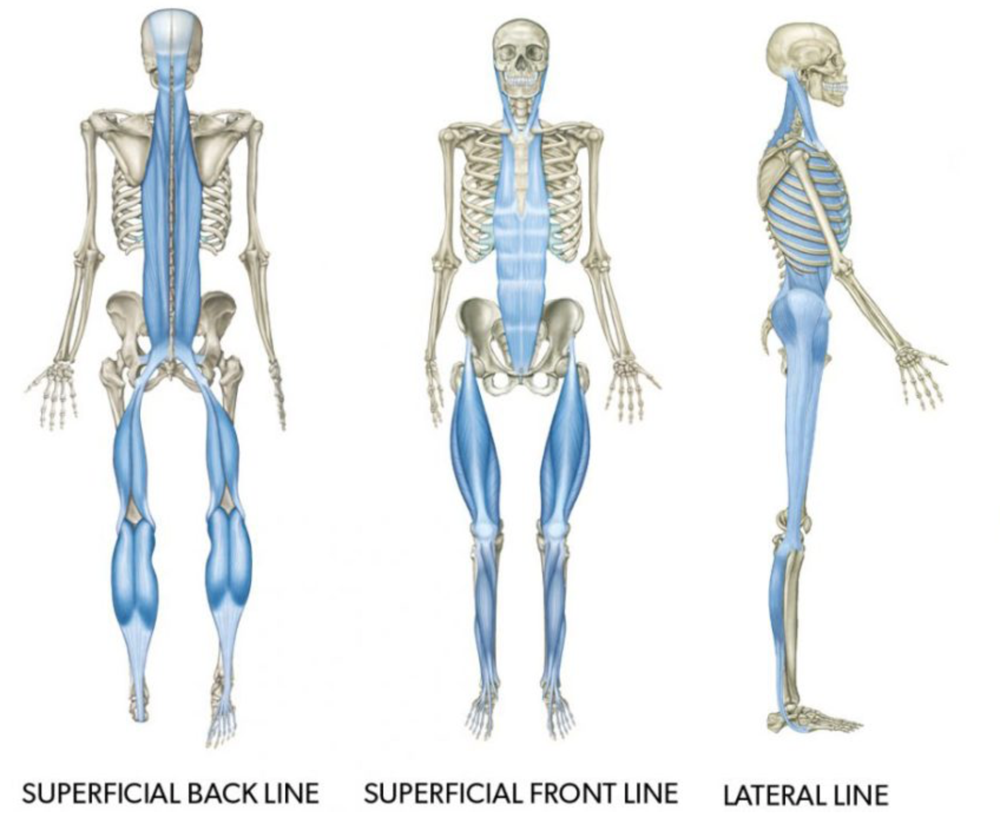 SUPERFICIAL BACK LINE
SUPERFICIAL FRONT LINE
LATERAL LINE